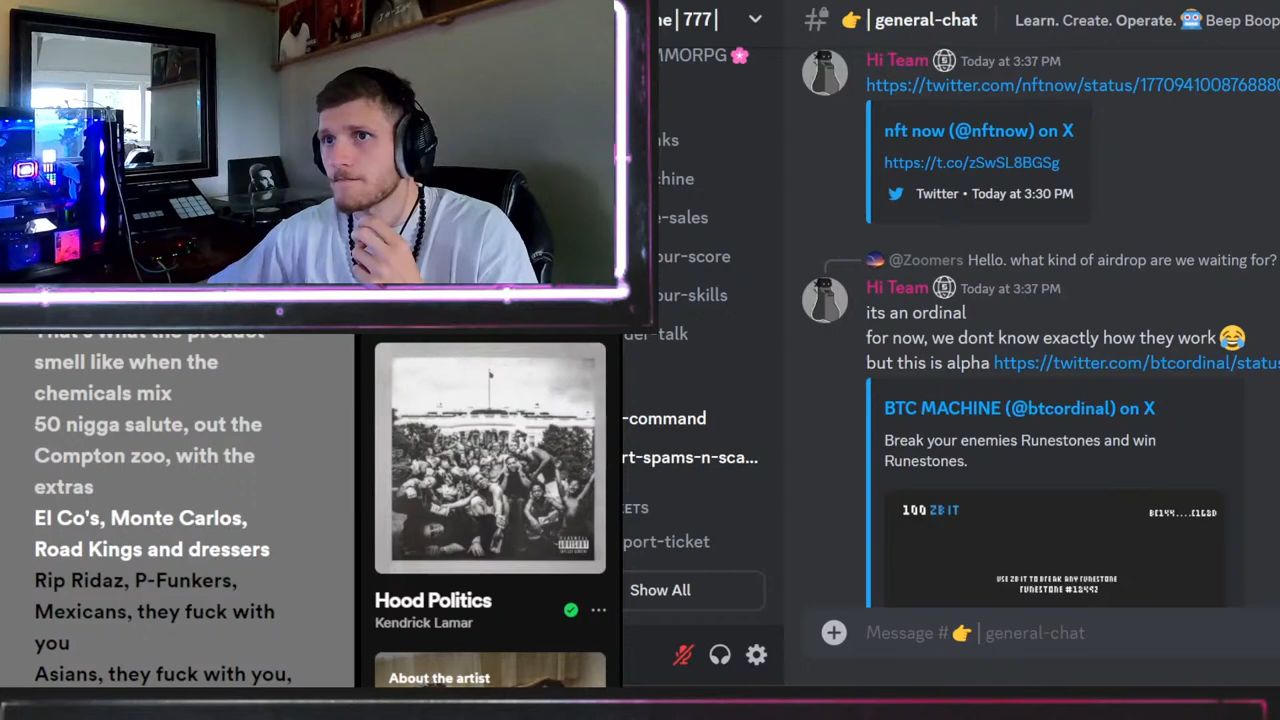 ne | 777 |
MMORPG🌸
ks
chine
e-sales
our-score
our-skills
der-talk
-command
rt-spams-n-sca...
ETS
port-ticket
Show All
👉 | general-chat
Learn. Create. Operate. 🤖 Beep Boop
Hi Team Today at 3:37 PM
https://twitter.com/nftnow/status/1770941008768880
nft now (@nftnow) on X
https://t.co/zSwSL8BGSg
Twitter • Today at 3:30 PM
@Zoomers Hello. what kind of airdrop are we waiting for?
Hi Team Today at 3:37 PM
its an ordinal
for now, we dont know exactly how they work😂
but this is alpha https://twitter.com/btcordinal/status
BTC MACHINE (@btcordinal) on X
Break your enemies Runestones and win
Runestones.
100 ZB IT
USE ZB IT TO BREAK ANY RUNESTONE
RUNESTONE #18492
Message # 👉 | general-chat
That's what the product
smell like when the
chemicals mix
50 nigga salute, out the
Compton zoo, with the
extras
El Co's, Monte Carlos,
Road Kings and dressers
Rip Ridaz, P-Funkers,
Mexicans, they fuck with
you
Asians, they fuck with you,
Hood Politics
Kendrick Lamar
About the artist